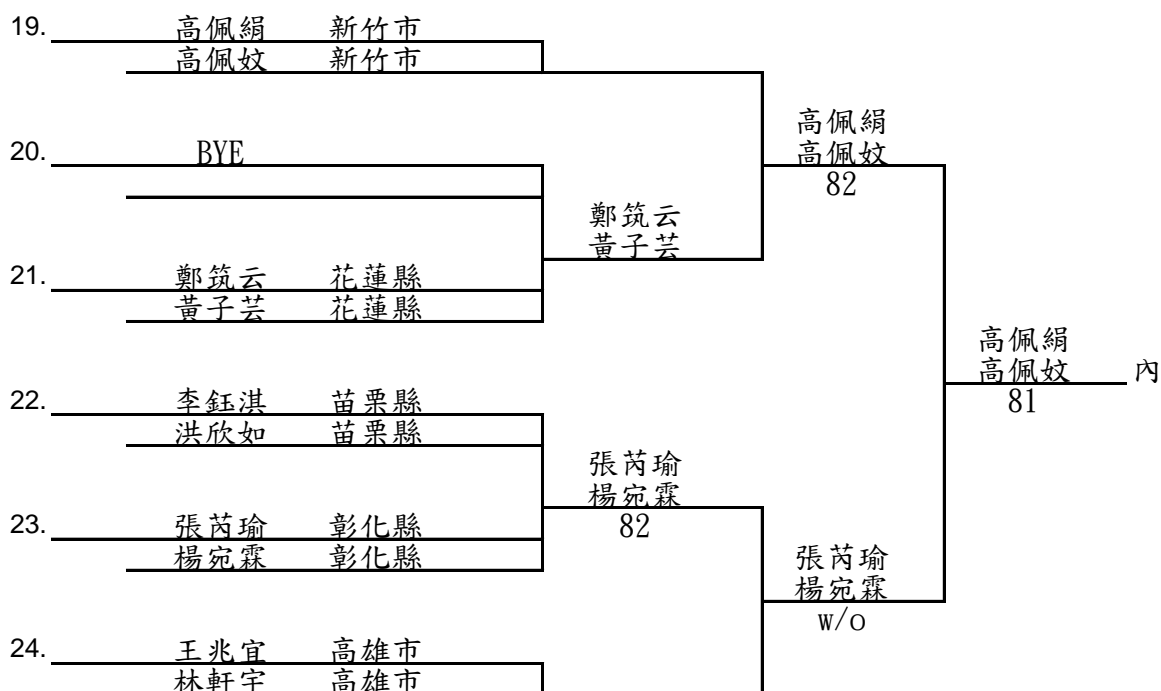 19. 高佩絹 新竹市
高佩妏 新竹市
高佩絹
高佩妏
82
20. BYE
鄭筑云
黃子芸
21. 鄭筑云 花蓮縣
黃子芸 花蓮縣
高佩絹
高佩妏
81
內
22. 李鈺淇 苗栗縣
洪欣如 苗栗縣
張芮瑜
楊宛霖
82
23. 張芮瑜 彰化縣
楊宛霖 彰化縣
張芮瑜
楊宛霖
w/o
24. 王兆宜 高雄市
林軒宇 高雄市